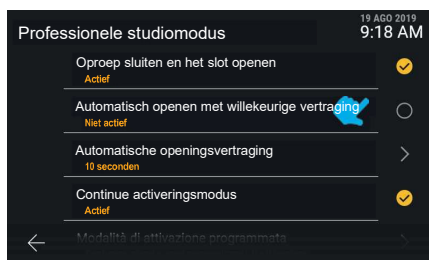 19 AGO 2019
Professionele studiomodus
9:18 AM
Oproep sluiten en het slot openen
Actief
Automatisch openen met willekeurige vertraging
Niet actief
Automatische openingsvertraging
10 seconden
Continue activeringsmodus
Actief
Modalità di attivazione programmata